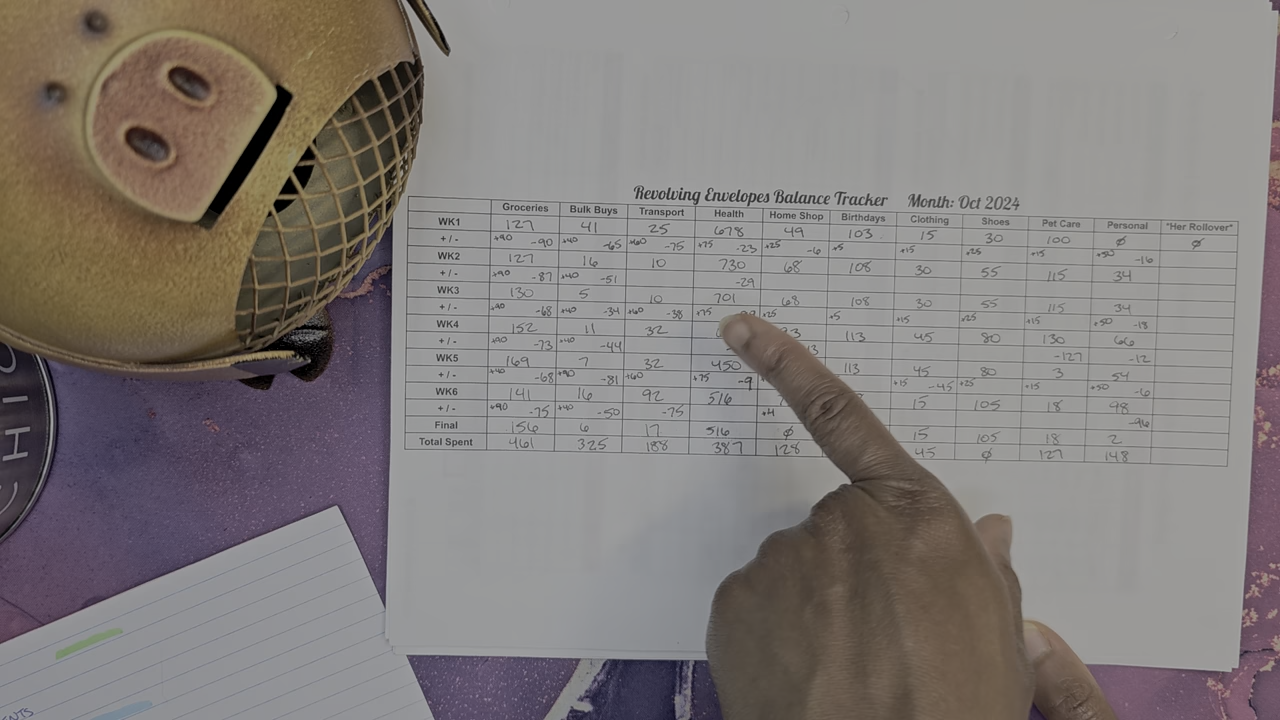 Revolving Envelopes Balance Tracker Month: Oct 2024
Groceries Bulk Buys Transport Health Home Shop Birthdays Clothing Shoes Pet Care Personal "Her Rollover"
WK1 127 41 25 678 49 103 15 30 100 ø ø
+ / - +90 -90 +40 -65 +60 -75 +75 -23 +25 -6 +5 +15 +25 +15 +50 -16
WK2 127 16 10 730 68 108 30 55 115 34
+ / - +90 -87 +40 -51 -29
WK3 130 5 10 701 68 108 30 55 115 34
+ / - +90 -68 +40 -34 +60 -38 +75 +25 +5 +15 +25 +15 +50 -18
WK4 152 11 32 113 45 80 130 66
+ / - +90 -73 +40 -44 -127 -12
WK5 169 7 32 450 113 45 80 3 54
+ / - +40 -68 +90 -81 +60 +75 -9 +15 -45 +25 +15 +50 -6
WK6 141 16 92 516 15 105 18 98
+ / - +90 -75 +40 -50 -75 +4 -96
Final 156 6 17 516 ø 15 105 18 2
Total Spent 461 325 188 387 128 45 ø 127 148
CHIC